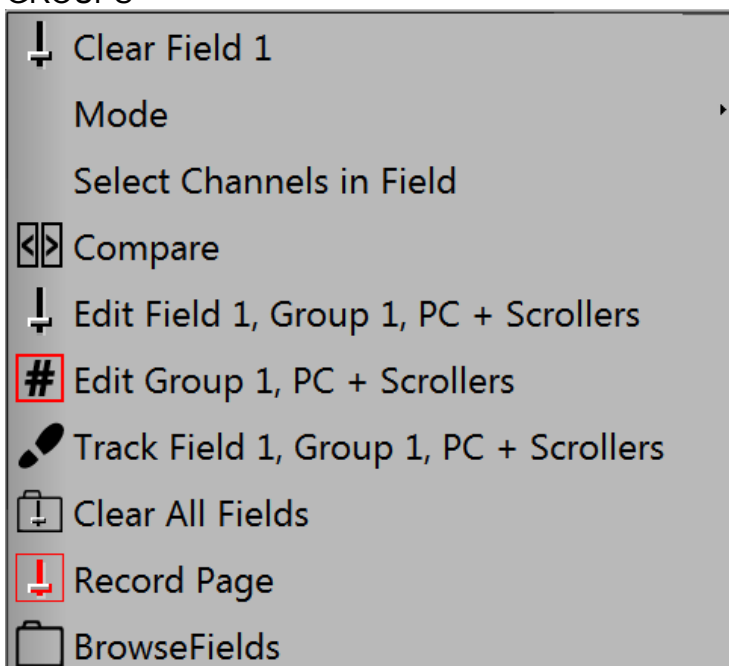 GROUPS
Clear Field 1
Mode
Select Channels in Field
Compare
Edit Field 1, Group 1, PC + Scrollers
# Edit Group 1, PC + Scrollers
Track Field 1, Group 1, PC + Scrollers
Clear All Fields
Record Page
BrowseFields